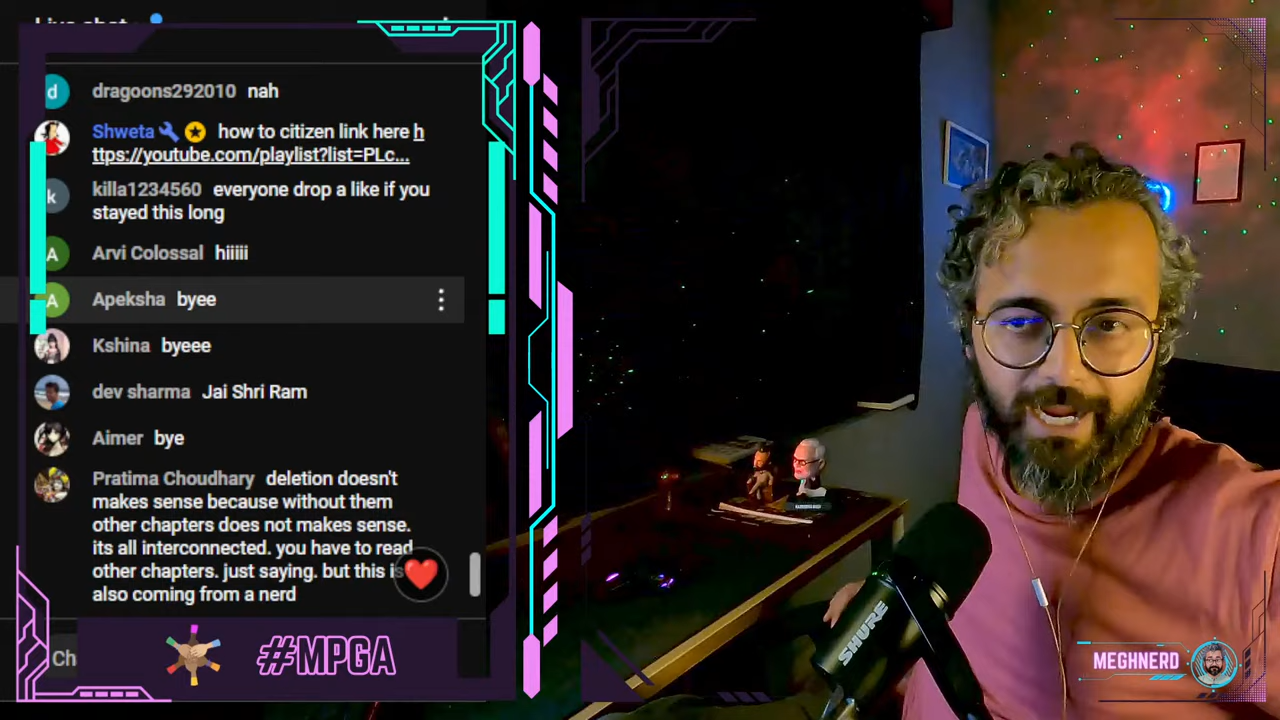 Live chat
dragoons292010 nah
Shweta how to citizen link here h
ttps://youtube.com/playlist?list=PLc...
killa1234560 everyone drop a like if you
stayed this long
Arvi Colossal hiiiii
Apeksha byee
Kshina byeee
dev sharma Jai Shri Ram
Aimer bye
Pratima Choudhary deletion doesn't
makes sense because without them
other chapters does not makes sense.
its all interconnected. you have to read
other chapters. just saying. but this is
also coming from a nerd
Ch
#MPGA
SHURE
MEGHNERD